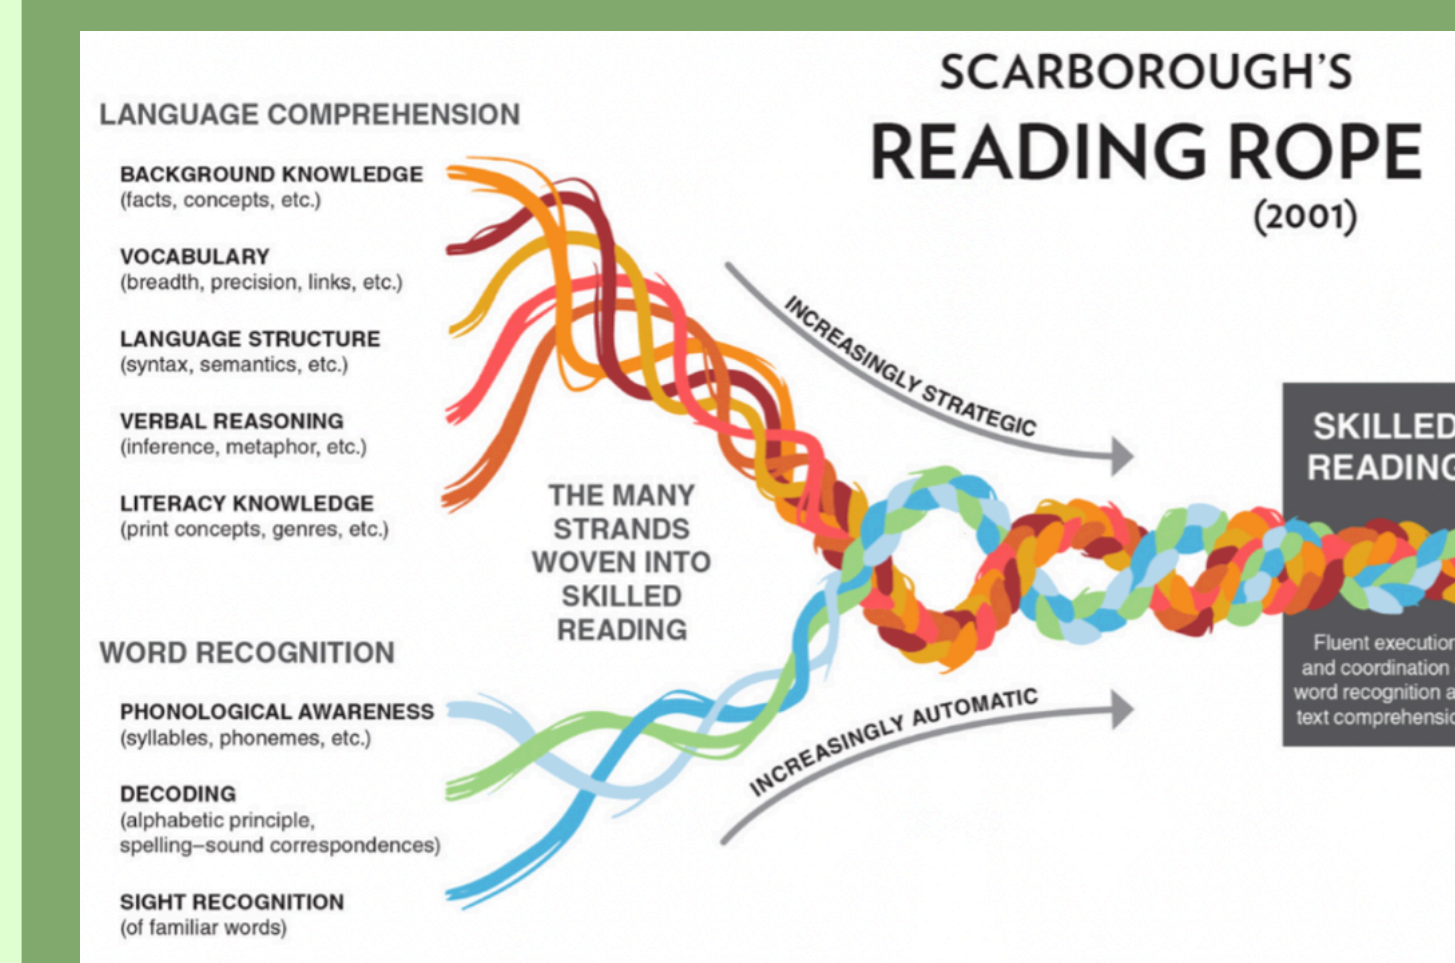 SCARBOROUGH'S
READING ROPE
(2001)
LANGUAGE COMPREHENSION
BACKGROUND KNOWLEDGE
(facts, concepts, etc.)
VOCABULARY
(breadth, precision, links, etc.)
LANGUAGE STRUCTURE
(syntax, semantics, etc.)
VERBAL REASONING
(inference, metaphor, etc.)
LITERACY KNOWLEDGE
(print concepts, genres, etc.)
THE MANY
STRANDS
WOVEN INTO
SKILLED
READING
WORD RECOGNITION
PHONOLOGICAL AWARENESS
(syllables, phonemes, etc.)
DECODING
(alphabetic principle,
spelling–sound correspondences)
SIGHT RECOGNITION
(of familiar words)
INCREASINGLY STRATEGIC
INCREASINGLY AUTOMATIC
SKILLED
READING
Fluent execution
and coordination
word recognition
text